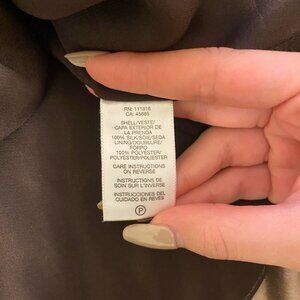 RN: 111818
CA: 45685
SHELL/VESTE/
CAPA EXTERIOR DE
LA PRENDA
100% SILK/SOIE/SEDA
LINING/DOUBLURE/
FORRO
100% POLYESTER/
POLYESTER/POLIESTER
CARE INSTRUCTIONS
ON REVERSE
INSTRUCTIONS DE
SOIN SUR L'INVERSE
INSTRUCCIONES DEL
CUIDADO EN REVES
P